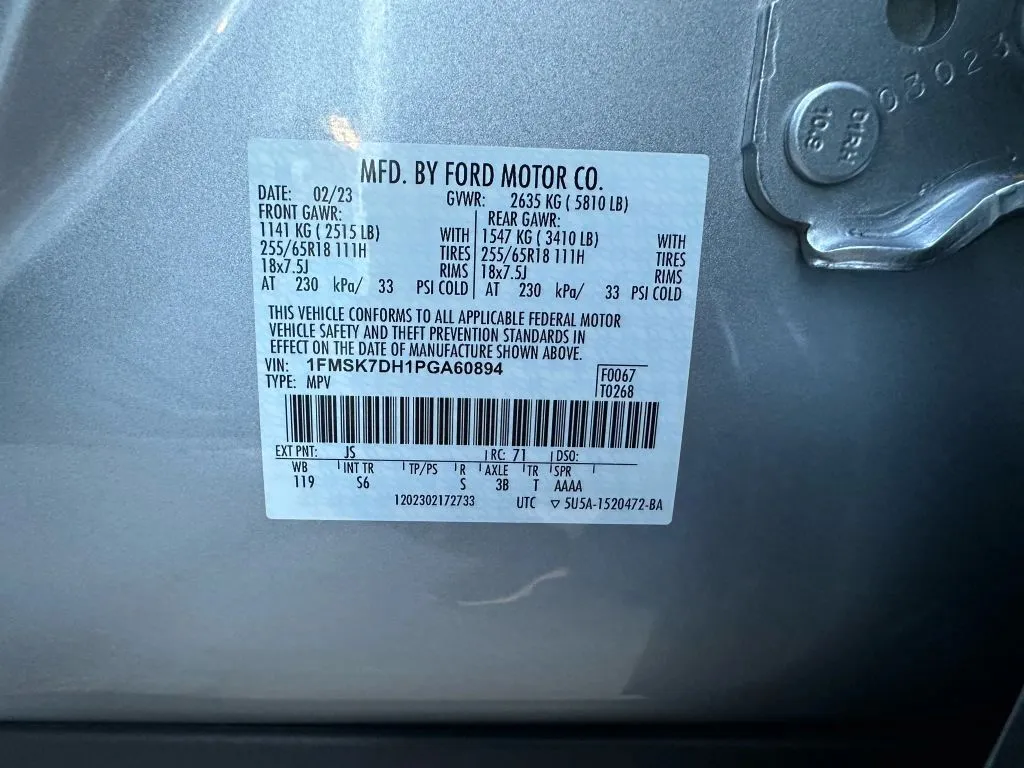 03023
D1RH
10.9
MFD. BY FORD MOTOR CO.
DATE: 02/23 GVWR: 2635 KG ( 5810 LB)
FRONT GAWR: REAR GAWR:
1141 KG ( 2515 LB) WITH 1547 KG ( 3410 LB) WITH
255/65R18 111H TIRES 255/65R18 111H TIRES
18x7.5J RIMS 18x7.5J RIMS
AT 230 kPa/ 33 PSI COLD AT 230 kPa/ 33 PSI COLD
THIS VEHICLE CONFORMS TO ALL APPLICABLE FEDERAL MOTOR
VEHICLE SAFETY AND THEFT PREVENTION STANDARDS IN
EFFECT ON THE DATE OF MANUFACTURE SHOWN ABOVE.
VIN: 1FMSK7DH1PGA60894
TYPE: MPV
F0067
T0268
EXT PNT: JS RC: 71 DSO:
WB INT TR TP/PS R AXLE TR SPR
119 S6 S 3B T AAAA
1202302172733 UTC ▽ 5U5A-1520472-BA